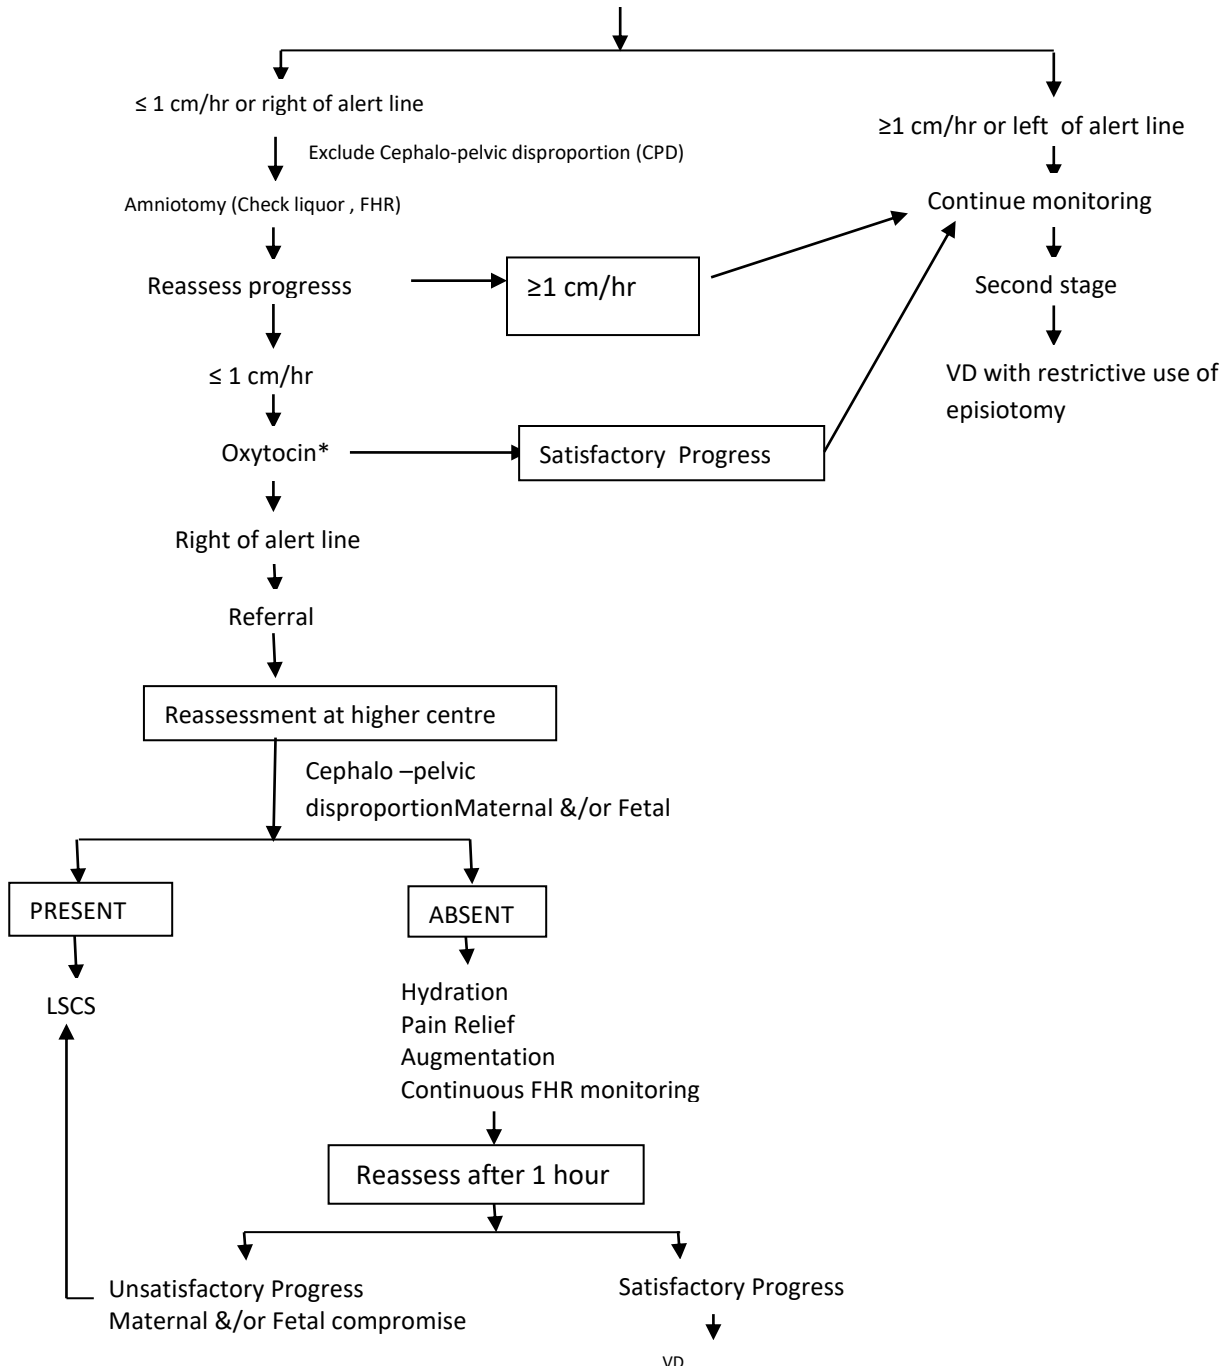 ≤ 1 cm/hr or right of alert line
≥1 cm/hr or left of alert line
Exclude Cephalo-pelvic disproportion (CPD)
Amniotomy (Check liquor , FHR)
Continue monitoring
Reassess progresss
≥1 cm/hr
Second stage
≤ 1 cm/hr
VD with restrictive use of
episiotomy
Oxytocin*
Satisfactory Progress
Right of alert line
Referral
Reassessment at higher centre
Cephalo –pelvic
disproportionMaternal &/or Fetal
PRESENT
ABSENT
LSCS
Hydration
Pain Relief
Augmentation
Continuous FHR monitoring
Reassess after 1 hour
Unsatisfactory Progress
Maternal &/or Fetal compromise
Satisfactory Progress
VD